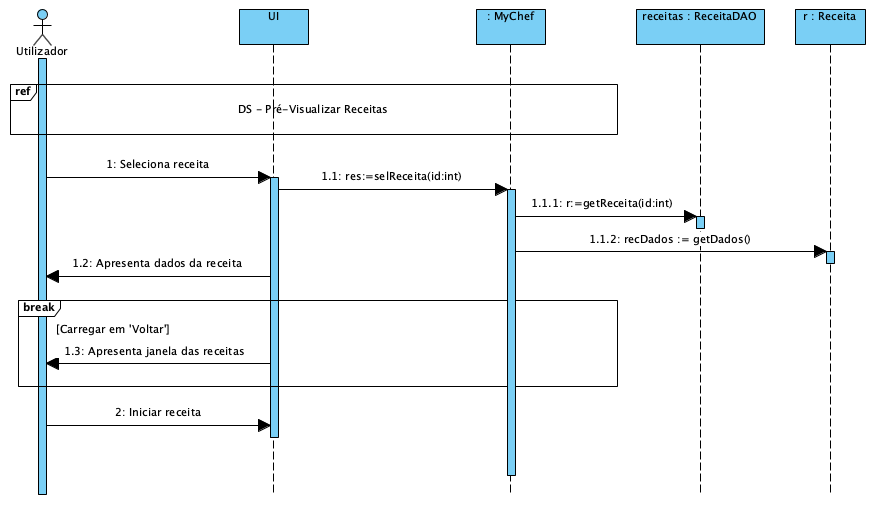 UI
: MyChef
receitas : ReceitaDAO
r : Receita
Utilizador
ref
DS - Pré-Visualizar Receitas
1: Seleciona receita
1.1: res:=selReceita(id:int)
1.1.1: r:=getReceita(id:int)
1.1.2: recDados := getDados()
1.2: Apresenta dados da receita
break
[Carregar em 'Voltar']
1.3: Apresenta janela das receitas
2: Iniciar receita